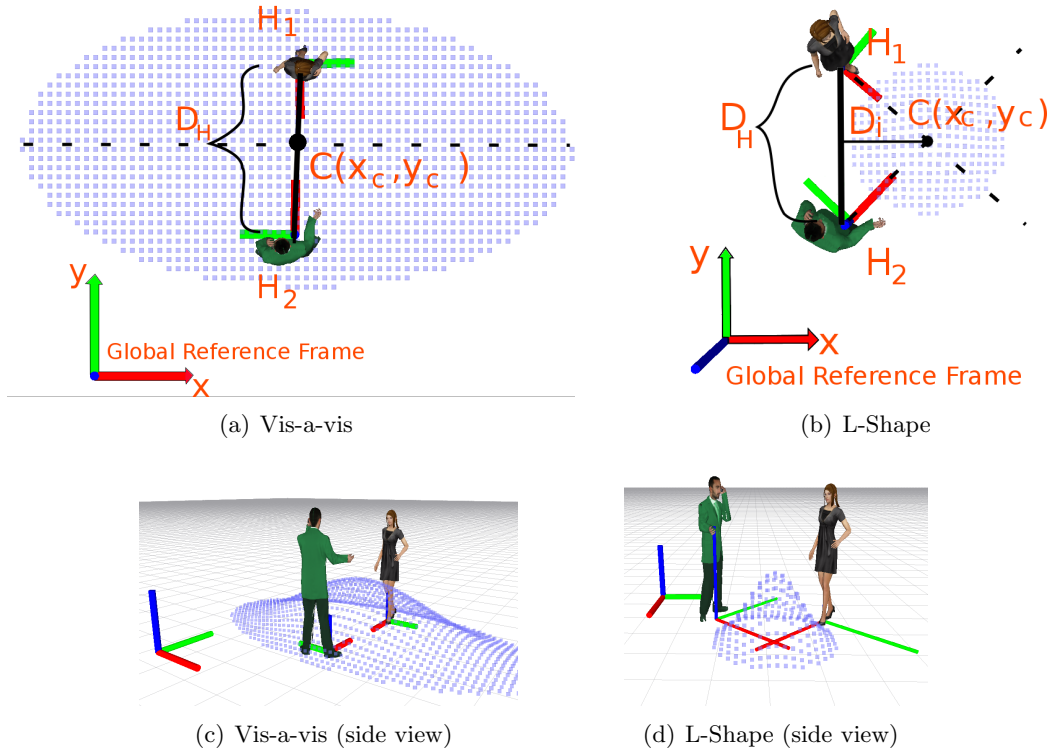 H1
DH
C(xc,yc)
H2
y
Global Reference Frame
x
(a) Vis-a-vis
H1
DH
Di
C(xc,yc)
H2
y
x
Global Reference Frame
(b) L-Shape
(c) Vis-a-vis (side view)
(d) L-Shape (side view)